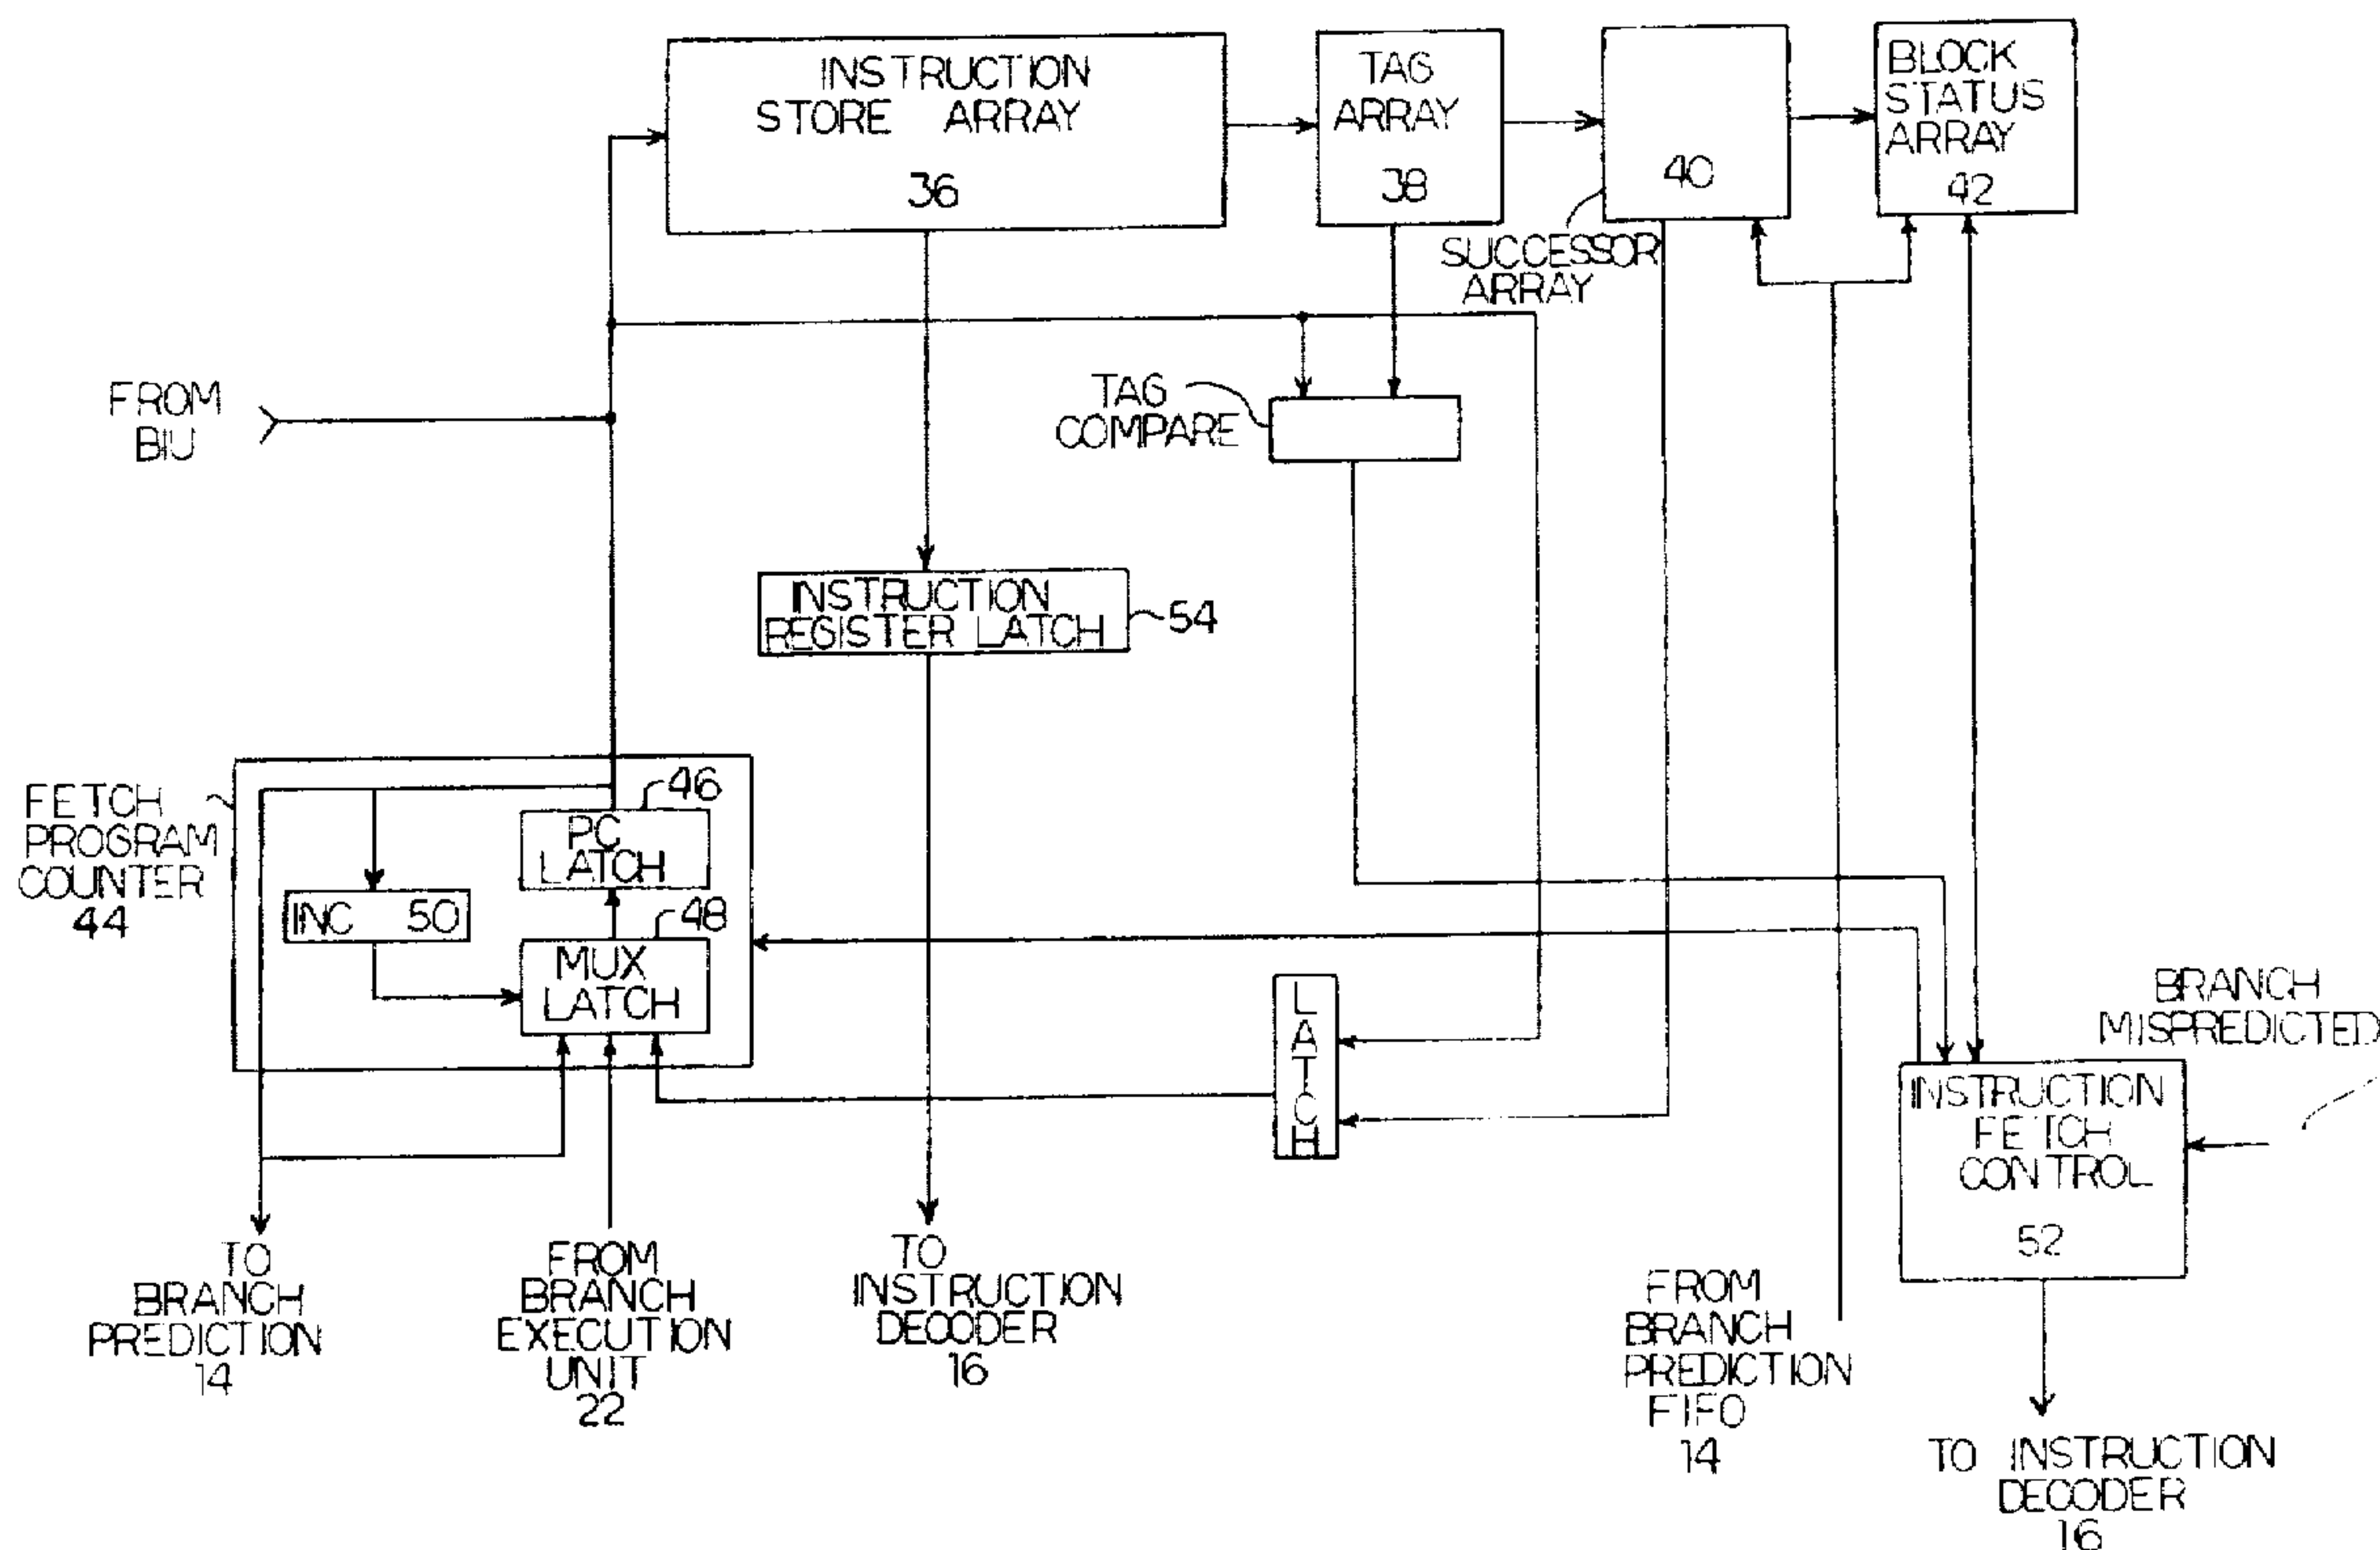 INSTRUCTION
STORE ARRAY
36
TAG
ARRAY
38
40
SUCCESSOR
ARRAY
BLOCK
STATUS
ARRAY
42
FROM
BIU
TAG
COMPARE
INSTRUCTION
REGISTER LATCH
54
FETCH
PROGRAM
COUNTER
44
46
PC
LATCH
INC 50
48
MUX
LATCH
LATCH
BRANCH
MISPREDICTED
INSTRUCTION
FETCH
CONTROL
52
TO
BRANCH
PREDICTION
14
FROM
BRANCH
EXECUTION
UNIT
22
TO
INSTRUCTION
DECODER
16
FROM
BRANCH
PREDICTION
FIFO
14
TO INSTRUCTION
DECODER
16